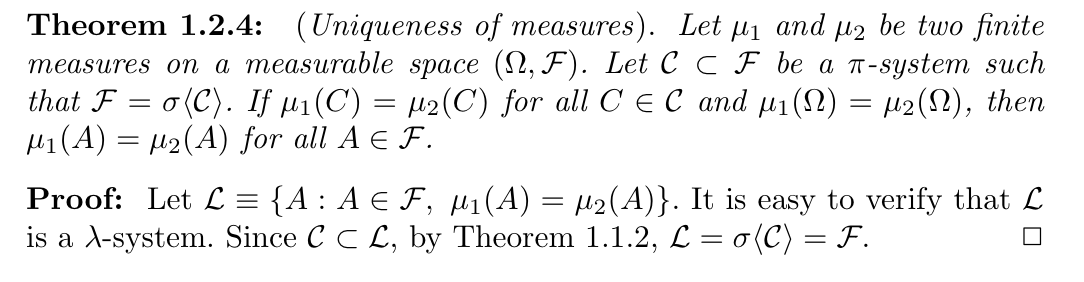 Theorem 1.2.4: (Uniqueness of measures). Let μ₁ and μ₂ be two finite
measures on a measurable space (Ω, ℱ). Let 𝒞 ⊂ ℱ be a π-system such
that ℱ = σ⟨𝒞⟩. If μ₁(C) = μ₂(C) for all C ∈ 𝒞 and μ₁(Ω) = μ₂(Ω), then
μ₁(A) = μ₂(A) for all A ∈ ℱ.
Proof: Let ℒ ≡ {A : A ∈ ℱ, μ₁(A) = μ₂(A)}. It is easy to verify that ℒ
is a λ-system. Since 𝒞 ⊂ ℒ, by Theorem 1.1.2, ℒ = σ⟨𝒞⟩ = ℱ. □